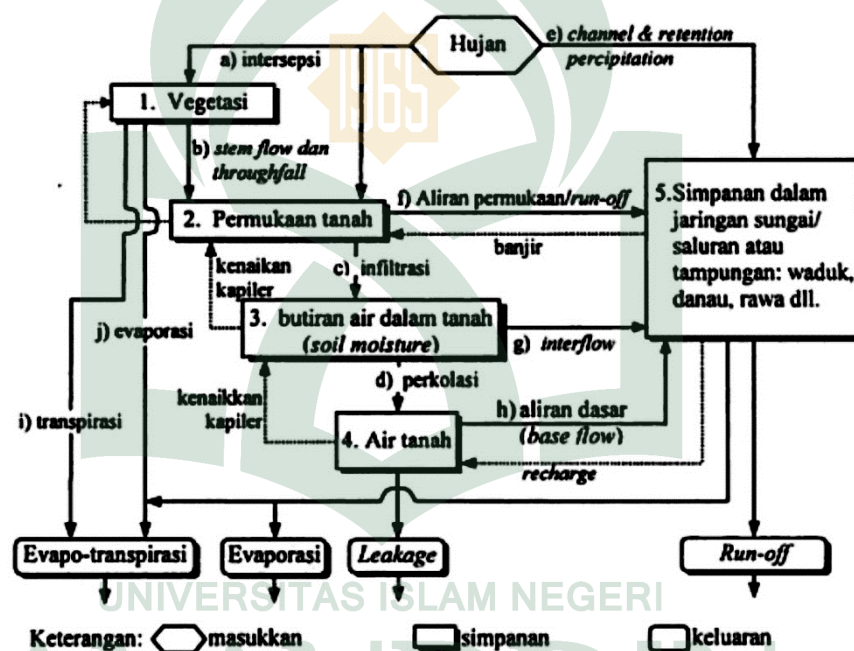 Hujan
e) channel & retention
percipitation
a) intersepsi
1965
1. Vegetasi
b) stem flow dan
throughfall
f) Aliran permukaan/run-off
2. Permukaan tanah
banjir
5.Simpanan dalam
jaringan sungai/
saluran atau
tampungan: waduk,
danau, rawa dll.
kenaikan
kapiler
c) infiltrasi
3. butiran air dalam tanah
(soil moisture)
g) interflow
j) evaporasi
d) perkolasi
kenaikkan
kapiler
h) aliran dasar
(base flow)
i) transpirasi
4. Air tanah
recharge
Evapo-transpirasi
Evaporasi
Leakage
Run-off
UNIVERSITAS ISLAM NEGERI
Keterangan: masukkan simpanan keluaran